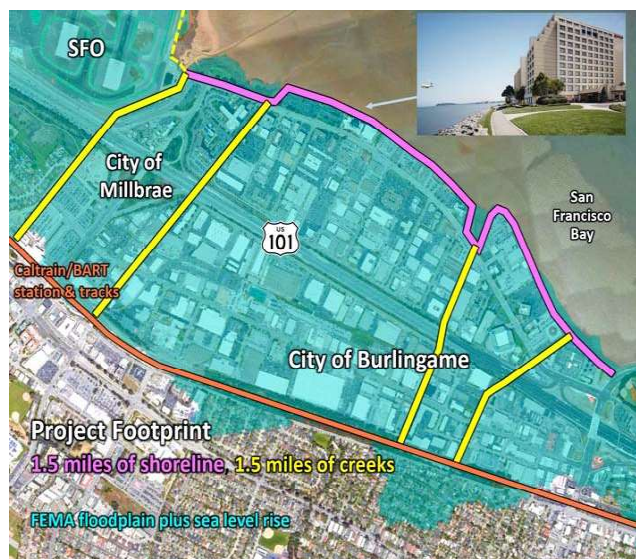 SFO
City of
Millbrae
San
Francisco
Bay
US
101
Caltrain/BART
station & tracks
City of Burlingame
Project Footprint
1.5 miles of shoreline, 1.5 miles of creeks
FEMA floodplain plus sea level rise